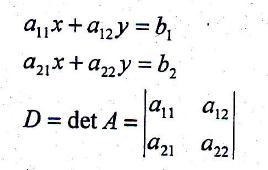 a₁₁x + a₁₂y = b₁
a₂₁x + a₂₂y = b₂
D = det A = |a₁₁ a₁₂|
|a₂₁ a₂₂|